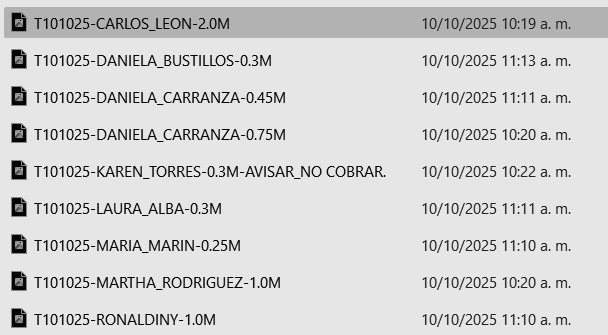 T101025-CARLOS_LEON-2.0M 10/10/2025 10:19 a. m.
T101025-DANIELA_BUSTILLOS-0.3M 10/10/2025 11:13 a. m.
T101025-DANIELA_CARRANZA-0.45M 10/10/2025 11:11 a. m.
T101025-DANIELA_CARRANZA-0.75M 10/10/2025 10:20 a. m.
T101025-KAREN_TORRES-0.3M-AVISAR_NO COBRAR. 10/10/2025 10:22 a. m.
T101025-LAURA_ALBA-0.3M 10/10/2025 11:11 a. m.
T101025-MARIA_MARIN-0.25M 10/10/2025 11:10 a. m.
T101025-MARTHA_RODRIGUEZ-1.0M 10/10/2025 10:20 a. m.
T101025-RONALDINY-1.0M 10/10/2025 11:10 a. m.